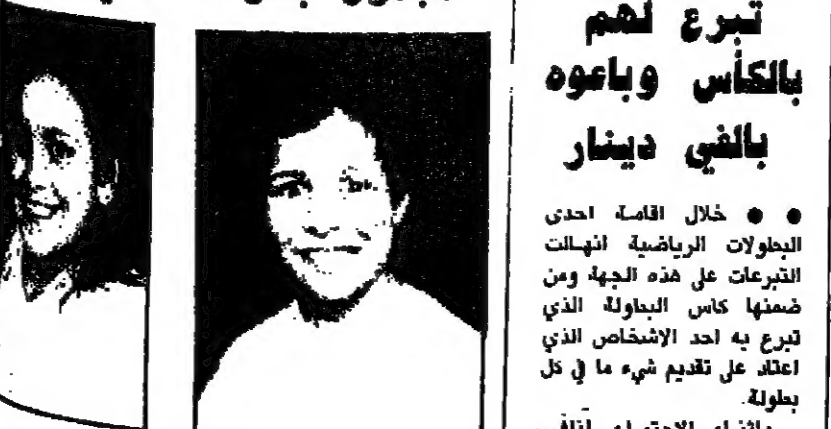 تبرع لهم
بالكأس وباعوه
بالفي دينار
● ● خلال اقامة احدى
البطولات الرياضية انهالت
التبرعات على هذه الجهة ومن
ضمنها كاس البطولة الذي
تبرع به احد الاشخاص الذي
اعتاد على تقديم شيء ما في كل
بطولة.